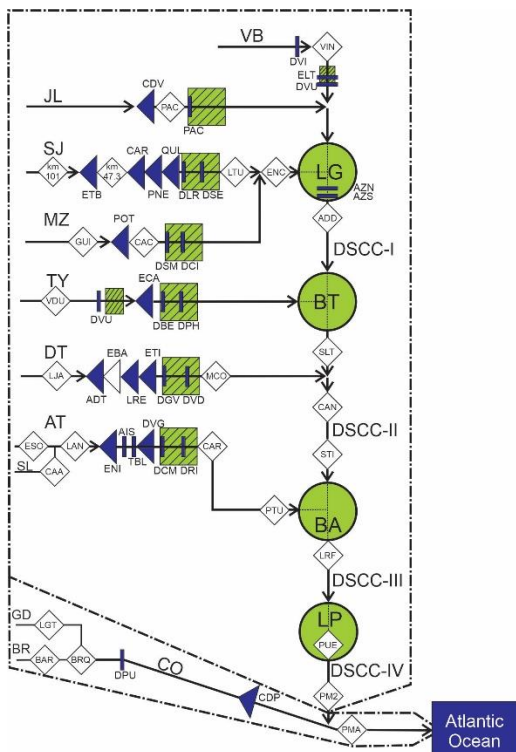 VB
DVI
VIN
ELT
DVU
JL
CDV
PAC
PAC
SJ
km
101
ETB
km
47.3
CAR
PNE
QUL
DLR DSE
LTU
ENC
LG
AZN
AZS
ADD
MZ
GUI
POT
CAC
DSM DCI
DSCC-I
TY
VDU
DVU
ECA
DBE DPH
BT
SLT
DT
LJA
ADT
EBA
LRE
ETI
DGV DVD
MCO
CAN
DSCC-II
STI
AT
ESO
LAN
SL
CAA
ENI
AIS
TBL
DVG
DCM DRI
CAR
PTU
BA
LRF
DSCC-III
LP
PUE
DSCC-IV
PM2
GD
LGT
BR
BAR
BRQ
DPU
CO
CDP
PMA
Atlantic
Ocean